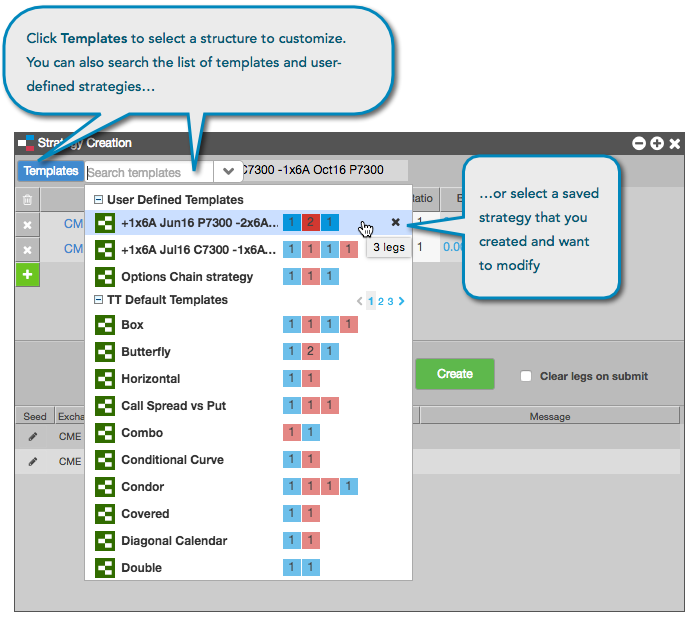 Click Templates to select a structure to customize.
You can also search the list of templates and user-
defined strategies…
Strategy Creation
Templates
Search templates
C7300 -1x6A Oct16 P7300
User Defined Templates
+1x6A Jun16 P7300 -2x6A... 1 2 1
3 legs
+1x6A Jul16 C7300 -1x6A... 1 1 1 1
Options Chain strategy 1 1 1
TT Default Templates
1 2 3
Box 1 1 1 1
Butterfly 1 2 1
Horizontal 1 1
Call Spread vs Put 1 1 1
Combo 1 1
Conditional Curve 1 1
Condor 1 1 1 1
Covered 1 1
Diagonal Calendar 1 1
Double 1 1
…or select a saved
strategy that you
created and want
to modify
CM
CM
1
1 0.00
Create
Clear legs on submit
Seed Excha Message
CME
CME